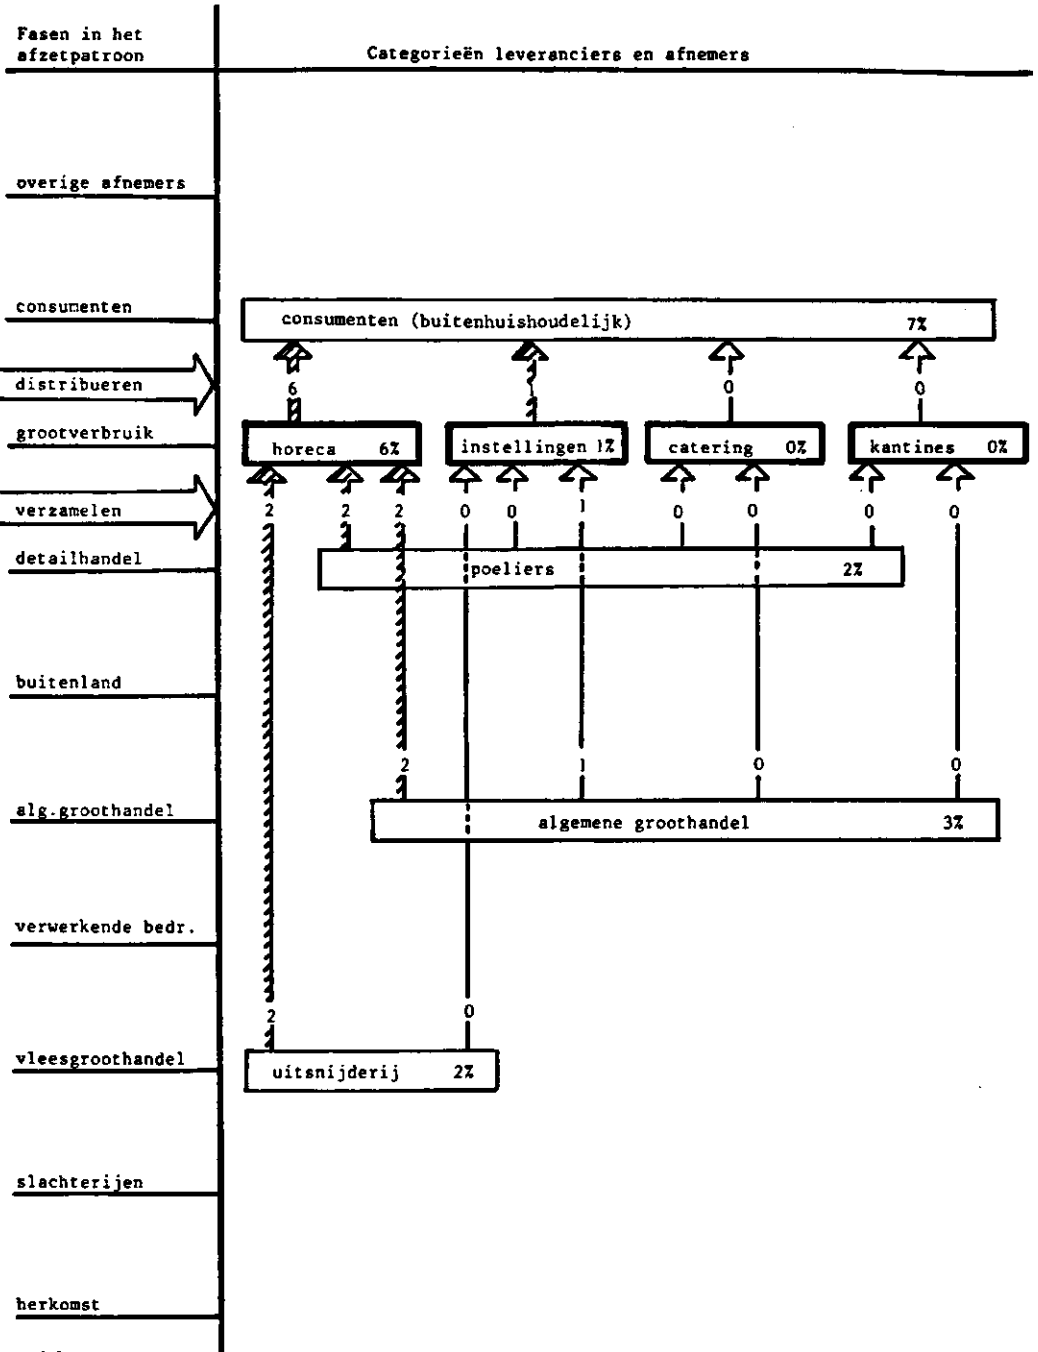 Fasen in het
afzetpatroon
Categorieën leveranciers en afnemers
overige afnemers
consumenten
consumenten (buitenhuishoudelijk) 7%
distribueren
6 1 0 0
grootverbruik
horeca 6% instellingen 1% catering 0% kantines 0%
verzamelen
2 2 2 0 0 1 0 0 0 0
detailhandel
poeliers 2%
buitenland
2 1 0 0
alg.groothandel
algemene groothandel 3%
verwerkende bedr.
2 0
vleesgroothandel
uitsnijderij 2%
slachterijen
herkomst